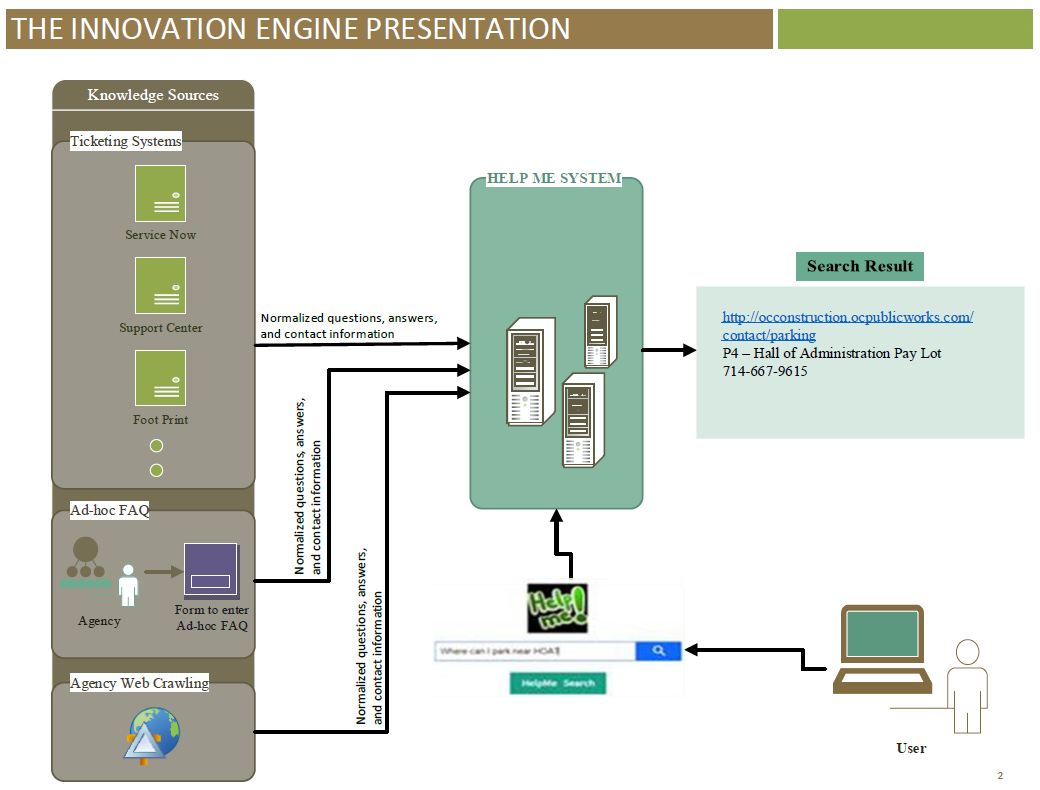 THE INNOVATION ENGINE PRESENTATION
Knowledge Sources
Ticketing Systems
Service Now
Support Center
Foot Print
Ad-hoc FAQ
Agency
Form to enter
Ad-hoc FAQ
Agency Web Crawling
Normalized questions, answers,
and contact information
Normalized questions, answers,
and contact information
Normalized questions, answers,
and contact information
HELP ME SYSTEM
Help
me!
Where can I park near HOA?
HelpMe Search
Search Result
http://occonstruction.ocpublicworks.com/
contact/parking
P4 – Hall of Administration Pay Lot
714-667-9615
User
2